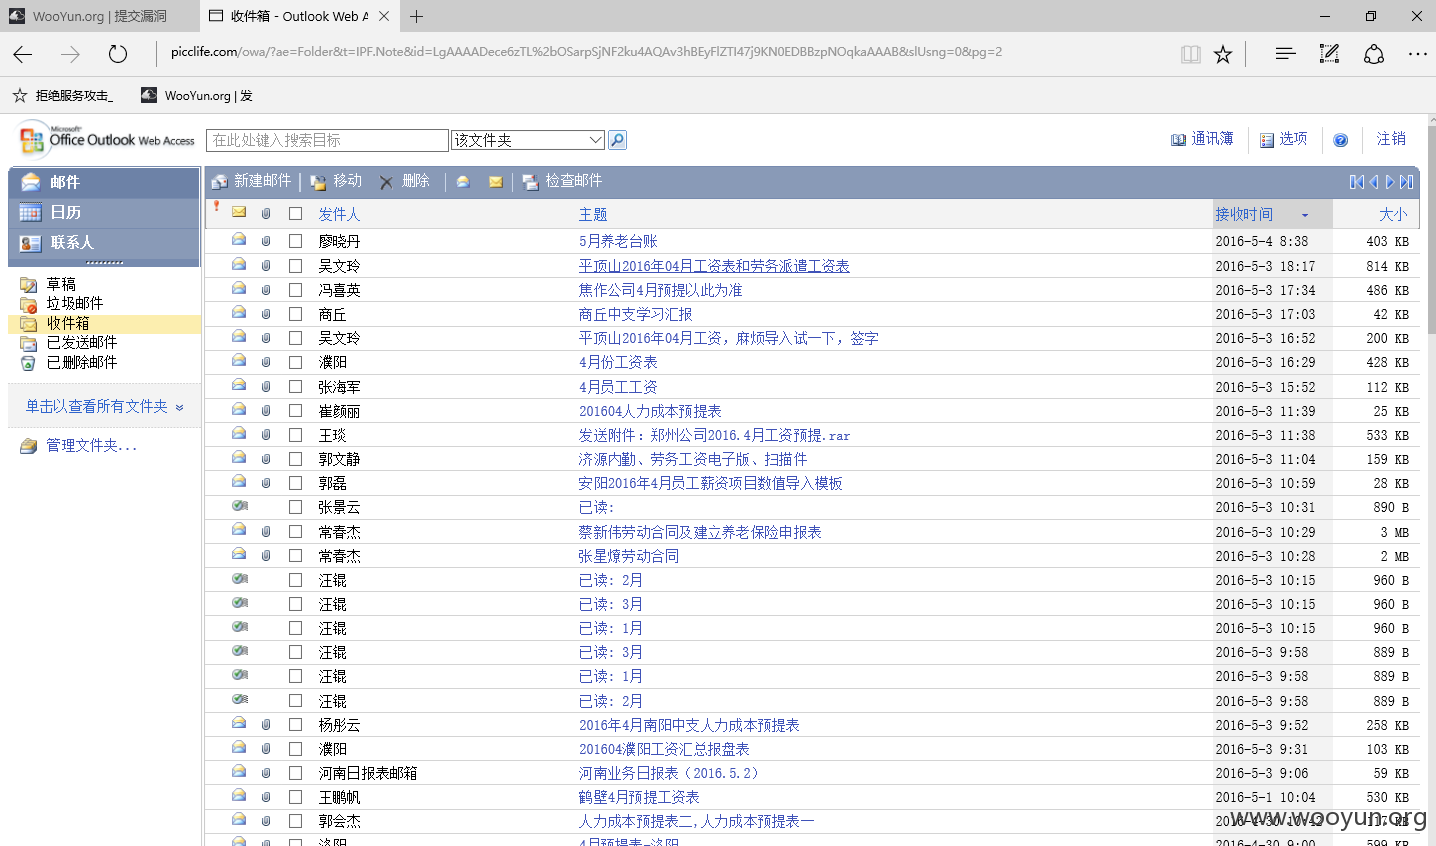 WooYun.org | 提交漏洞
收件箱 - Outlook Web A
picclife.com/owa/?ae=Folder&t=IPF.Note&id=LgAAAADece6zTL%2bOSarpSjNF2ku4AQAv3hBEyFlZTI47j9KN0EDBBzpNOqkaAAAB&slUsng=0&pg=2
拒绝服务攻击_ WooYun.org | 发
Microsoft Office Outlook Web Access
在此处键入搜索目标 该文件夹
通讯簿 选项 注销
邮件
日历
联系人
草稿
垃圾邮件
收件箱
已发送邮件
已删除邮件
单击以查看所有文件夹
管理文件夹...
新建邮件 移动 删除 检查邮件
发件人 主题 接收时间 大小
廖晓丹 5月养老台账 2016-5-4 8:38 403 KB
吴文玲 平顶山2016年04月工资表和劳务派遣工资表 2016-5-3 18:17 814 KB
冯喜英 焦作公司4月预提以此为准 2016-5-3 17:34 486 KB
商丘 商丘中支学习汇报 2016-5-3 17:03 42 KB
吴文玲 平顶山2016年04月工资，麻烦导入试一下，签字 2016-5-3 16:52 200 KB
濮阳 4月份工资表 2016-5-3 16:29 428 KB
张海军 4月员工工资 2016-5-3 15:52 112 KB
崔颜丽 201604人力成本预提表 2016-5-3 11:39 25 KB
王琰 发送附件：郑州公司2016.4月工资预提.rar 2016-5-3 11:38 533 KB
郭文静 济源内勤、劳务工资电子版、扫描件 2016-5-3 11:04 159 KB
郭磊 安阳2016年4月员工薪资项目数值导入模板 2016-5-3 10:59 28 KB
张景云 已读: 2016-5-3 10:31 890 B
常春杰 蔡新伟劳动合同及建立养老保险申报表 2016-5-3 10:29 3 MB
常春杰 张星燎劳动合同 2016-5-3 10:28 2 MB
汪锟 已读: 2月 2016-5-3 10:15 960 B
汪锟 已读: 3月 2016-5-3 10:15 960 B
汪锟 已读: 1月 2016-5-3 10:15 960 B
汪锟 已读: 3月 2016-5-3 9:58 889 B
汪锟 已读: 1月 2016-5-3 9:58 889 B
汪锟 已读: 2月 2016-5-3 9:58 889 B
杨彤云 2016年4月南阳中支人力成本预提表 2016-5-3 9:52 258 KB
濮阳 201604濮阳工资汇总报盘表 2016-5-3 9:31 103 KB
河南日报表邮箱 河南业务日报表（2016.5.2） 2016-5-3 9:06 59 KB
王鹏帆 鹤壁4月预提工资表 2016-5-1 10:04 530 KB
郭会杰 人力成本预提表二,人力成本预提表一 2016-4-30 10:42 117 KB
洛阳 4月预提表-洛阳 2016-4-30 9:00 599 KB
www.wooyun.org